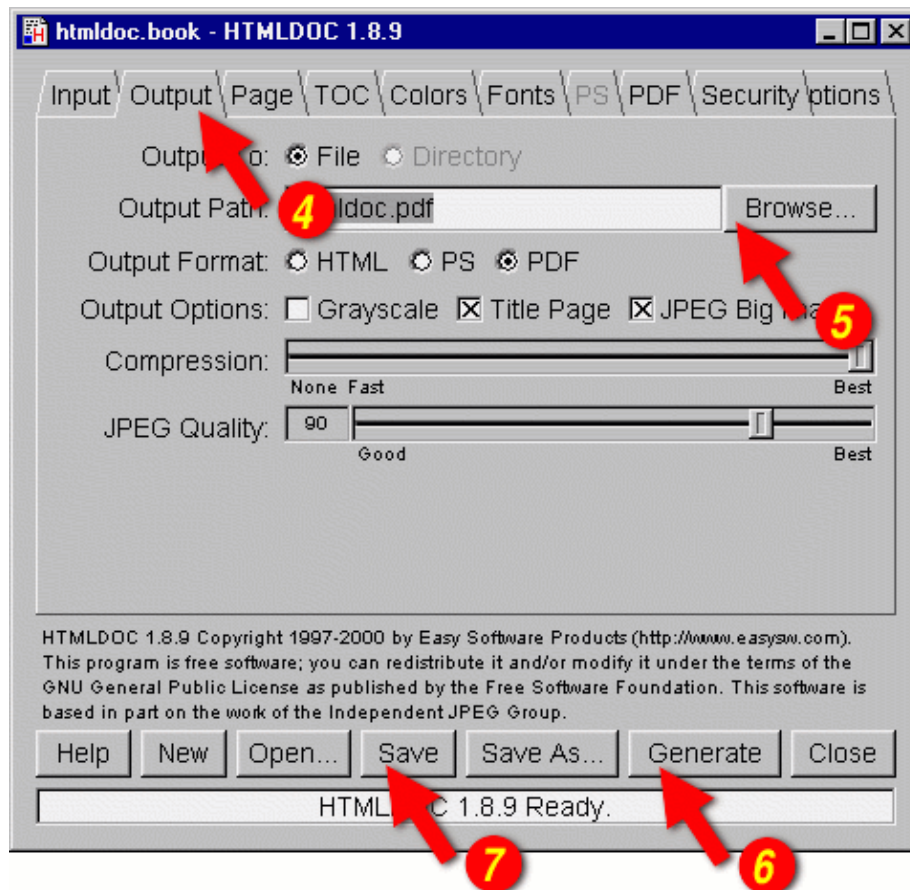 htmldoc.book - HTMLDOC 1.8.9
Input Output Page TOC Colors Fonts PS PDF Security ptions
Output o: File Directory
Output Path: ldoc.pdf Browse...
4
Output Format: HTML PS PDF
5
Output Options: Grayscale Title Page JPEG Big
Compression:
None Fast Best
JPEG Quality: 90
Good Best
HTMLDOC 1.8.9 Copyright 1997-2000 by Easy Software Products (http://www.easysw.com).
This program is free software; you can redistribute it and/or modify it under the terms of the
GNU General Public License as published by the Free Software Foundation. This software is
based in part on the work of the Independent JPEG Group.
Help New Open... Save Save As... Generate Close
HTML C 1.8.9 Ready.
7 6